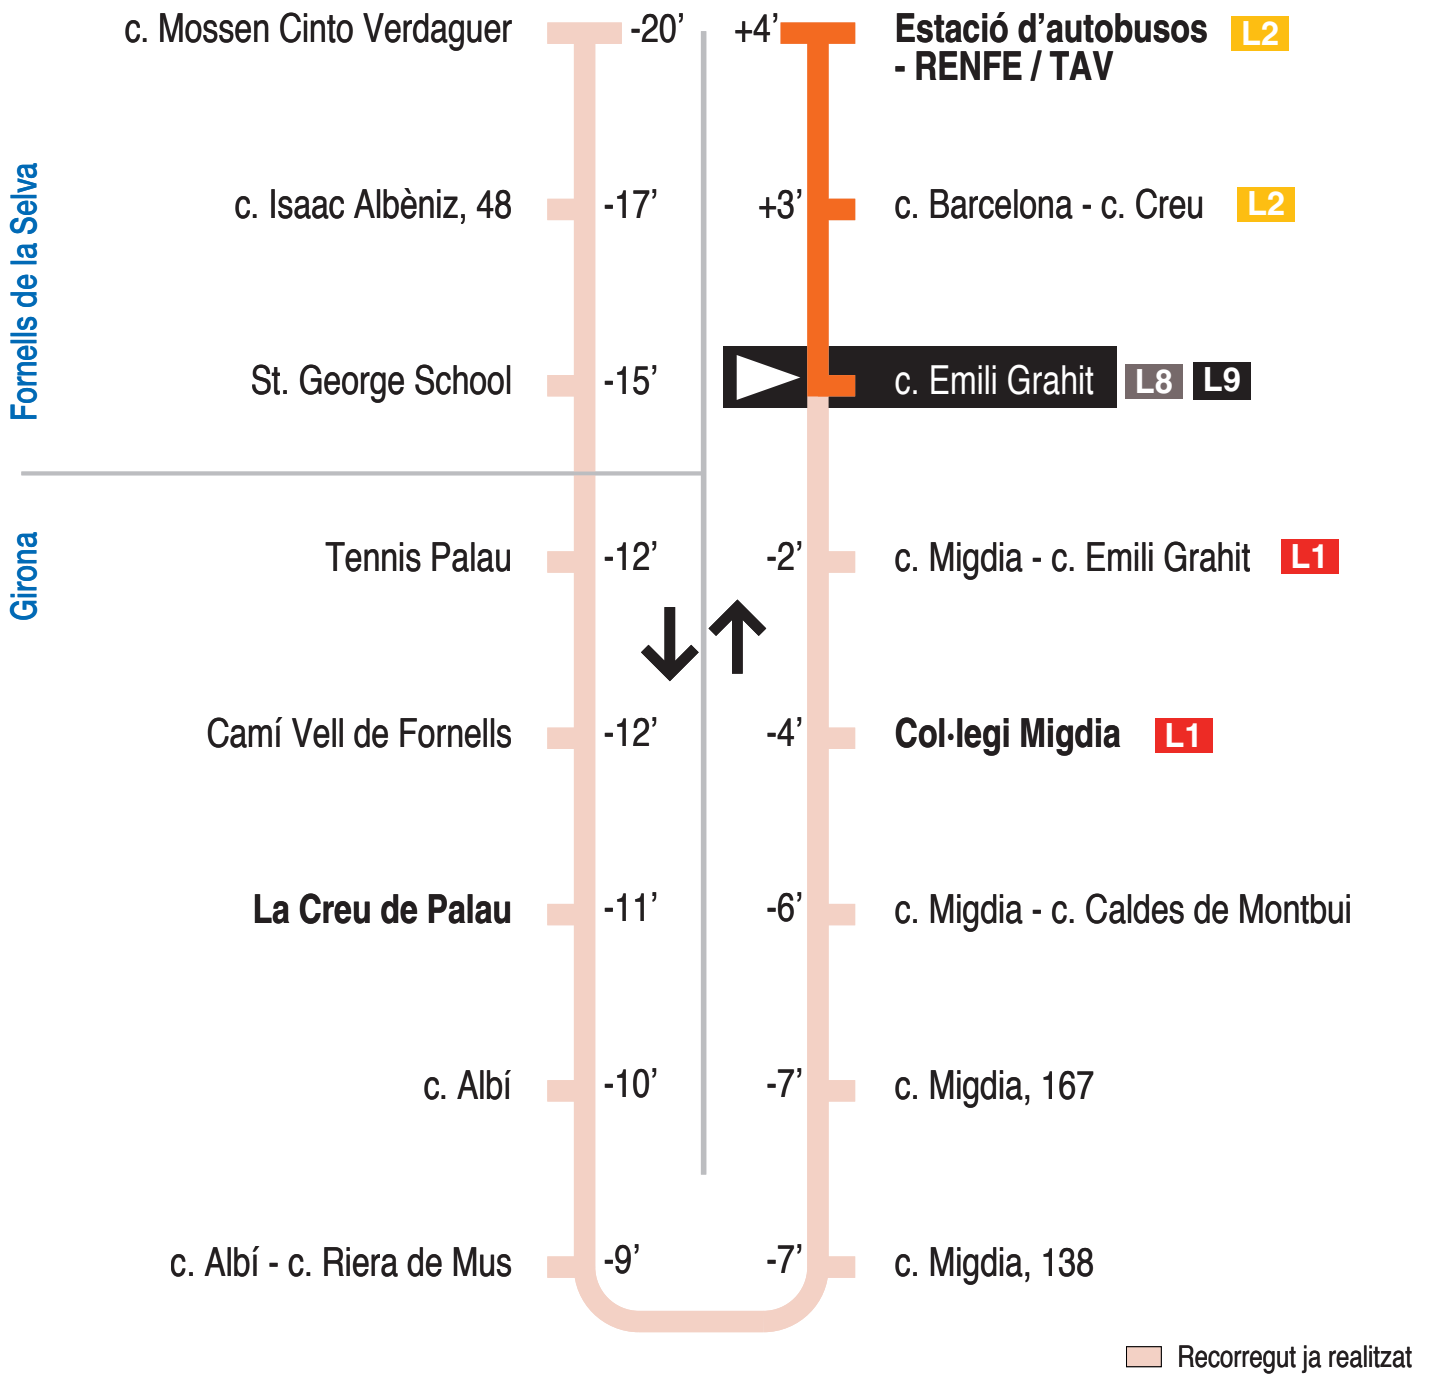 c. Mossen Cinto Verdaguer -20’
c. Isaac Albèniz, 48 -17’
St. George School -15’
Fornells de la Selva
Tennis Palau -12’
Camí Vell de Fornells -12’
La Creu de Palau -11’
c. Albí -10’
c. Albí - c. Riera de Mus -9’
Girona
+4’ Estació d’autobusos L2
- RENFE / TAV
+3’ c. Barcelona - c. Creu L2
c. Emili Grahit L8 L9
-2’ c. Migdia - c. Emili Grahit L1
-4’ Col·legi Migdia L1
-6’ c. Migdia - c. Caldes de Montbui
-7’ c. Migdia, 167
-7’ c. Migdia, 138
Recorregut ja realitzat